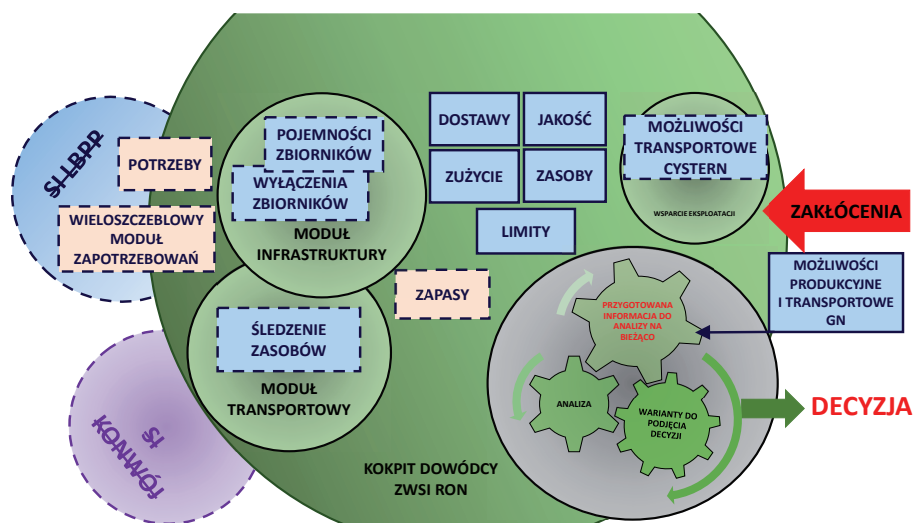 SI LBPP
POTRZEBY
WIELOSZCZEBLOWY
MODUŁ
ZAPOTRZEBOWAŃ
POJEMNOŚCI
ZBIORNIKÓW
WYŁĄCZENIA
ZBIORNIKÓW
MODUŁ
INFRASTRUKTURY
DOSTAWY
JAKOŚĆ
ZUŻYCIE
ZASOBY
LIMITY
MOŻLIWOŚCI
TRANSPORTOWE
CYSTERN
WSPARCIE EKSPLOATACJI
ZAKŁÓCENIA
MOŻLIWOŚCI
PRODUKCYJNE
I TRANSPORTOWE
GN
ZAPASY
ŚLEDZENIE
ZASOBÓW
MODUŁ
TRANSPORTOWY
SI
KONWÓJ
PRZYGOTOWANA
INFORMACJA DO
ANALIZY NA
BIEŻĄCO
ANALIZA
WARIANTY DO
PODJĘCIA
DECYZJI
DECYZJA
KOKPIT DOWÓDCY
ZWSI RON